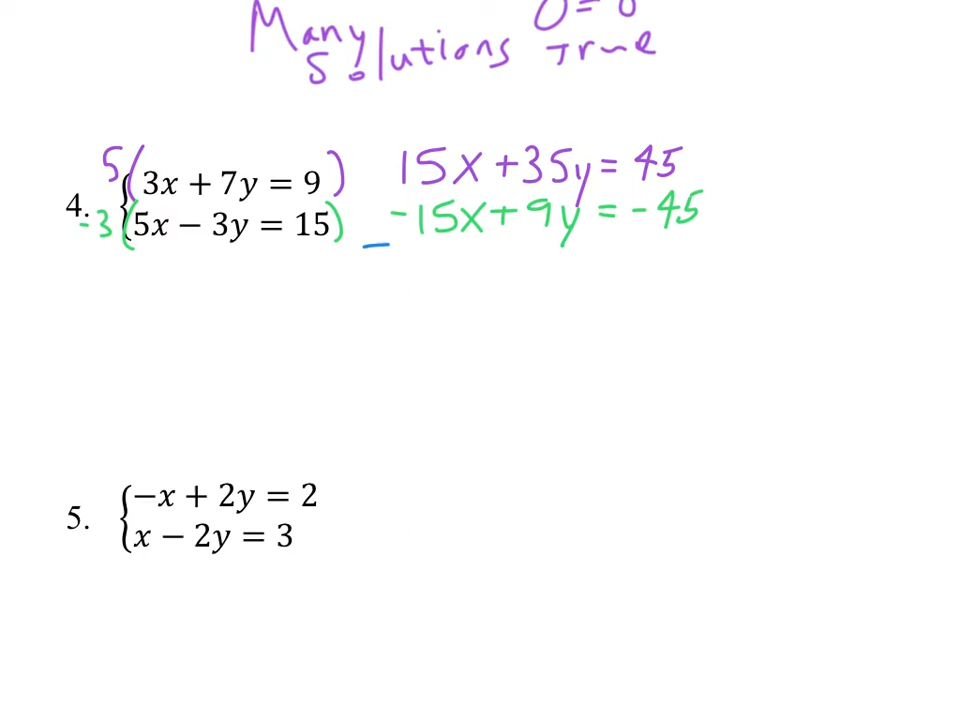 Many 0=0
Solutions True
5( 3x + 7y = 9 ) 15x+35y=45
4.
-3( 5x − 3y = 15 ) -15x+9y=-45
−x + 2y = 2
5.
x − 2y = 3